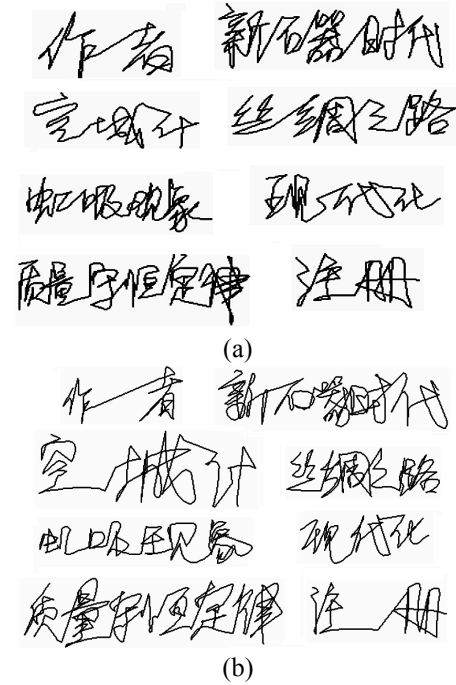 作者 新石器时代
空城计 丝绸之路
虹吸现象 现代化
质量守恒定律 注册
(a)
作者 新石器时代
空城计 丝绸之路
虹吸现象 现代化
质量守恒定律 注册
(b)